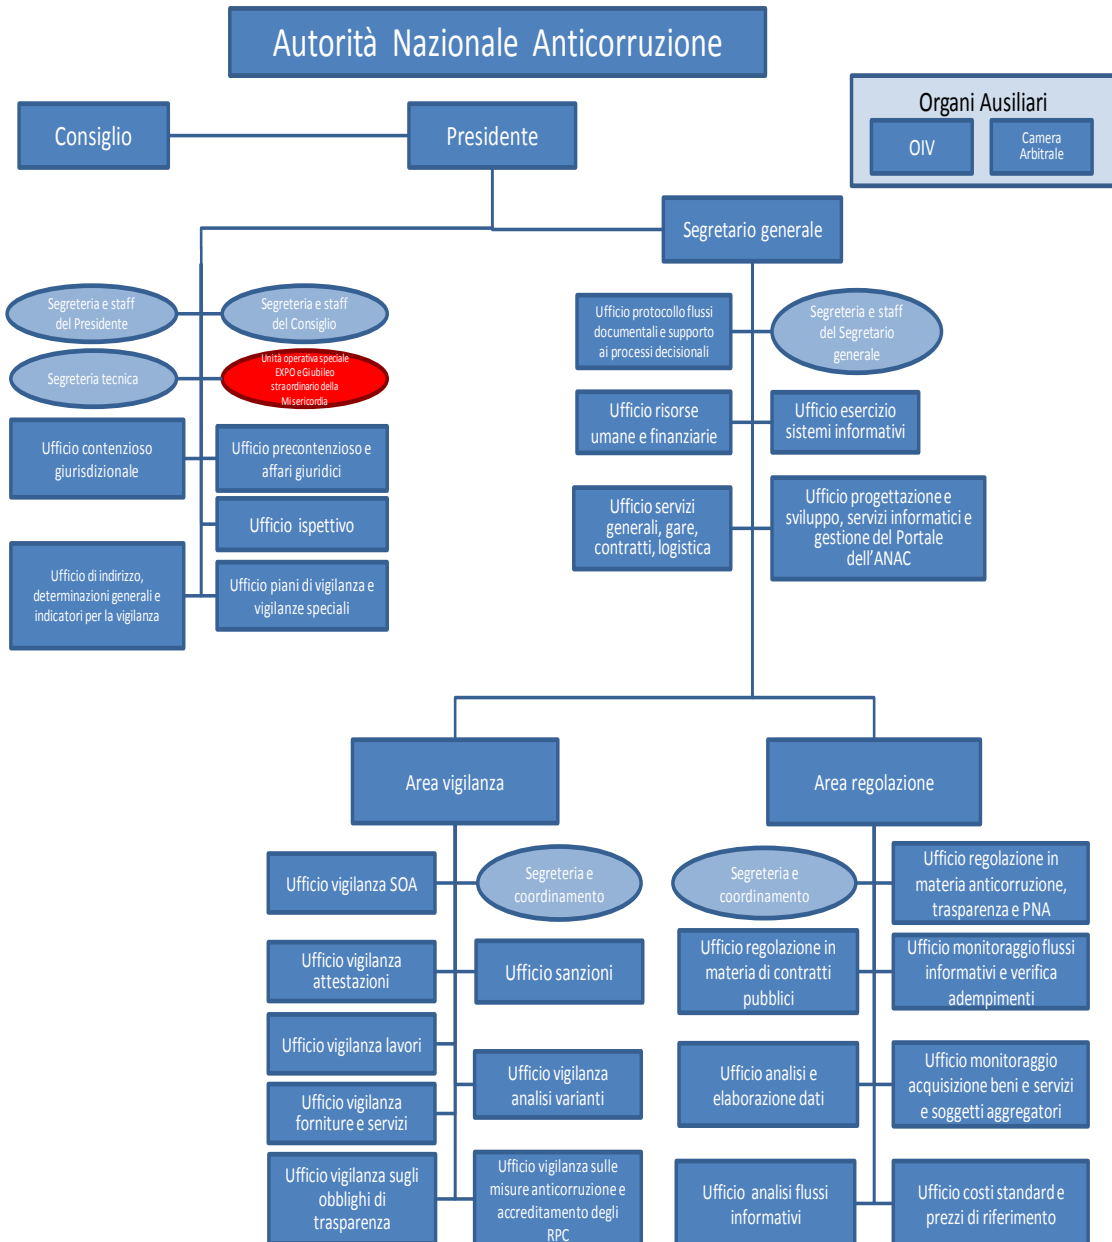 Autorità Nazionale Anticorruzione
Organi Ausiliari
OIV
Camera
Arbitrale
Consiglio
Presidente
Segretario generale
Segreteria e staff
del Presidente
Segreteria e staff
del Consiglio
Segreteria tecnica
Unità operativa speciale
EXPO e Giubileo
straordinario della
Misericordia
Ufficio contenzioso
giurisdizionale
Ufficio precontenzioso e
affari giuridici
Ufficio ispettivo
Ufficio di indirizzo,
determinazioni generali e
indicatori per la vigilanza
Ufficio piani di vigilanza e
vigilanze speciali
Ufficio protocollo flussi
documentali e supporto
ai processi decisionali
Segreteria e staff
del Segretario
generale
Ufficio risorse
umane e finanziarie
Ufficio esercizio
sistemi informativi
Ufficio servizi
generali, gare,
contratti, logistica
Ufficio progettazione e
sviluppo, servizi informatici e
gestione del Portale
dell'ANAC
Area vigilanza
Area regolazione
Ufficio vigilanza SOA
Segreteria e
coordinamento
Ufficio vigilanza
attestazioni
Ufficio sanzioni
Ufficio vigilanza lavori
Ufficio vigilanza
analisi varianti
Ufficio vigilanza
forniture e servizi
Ufficio vigilanza sugli
obblighi di
trasparenza
Ufficio vigilanza sulle
misure anticorruzione e
accreditamento degli
RPC
Segreteria e
coordinamento
Ufficio regolazione in
materia anticorruzione,
trasparenza e PNA
Ufficio regolazione in
materia di contratti
pubblici
Ufficio monitoraggio flussi
informativi e verifica
adempimenti
Ufficio analisi e
elaborazione dati
Ufficio monitoraggio
acquisizione beni e servizi
e soggetti aggregatori
Ufficio analisi flussi
informativi
Ufficio costi standard e
prezzi di riferimento